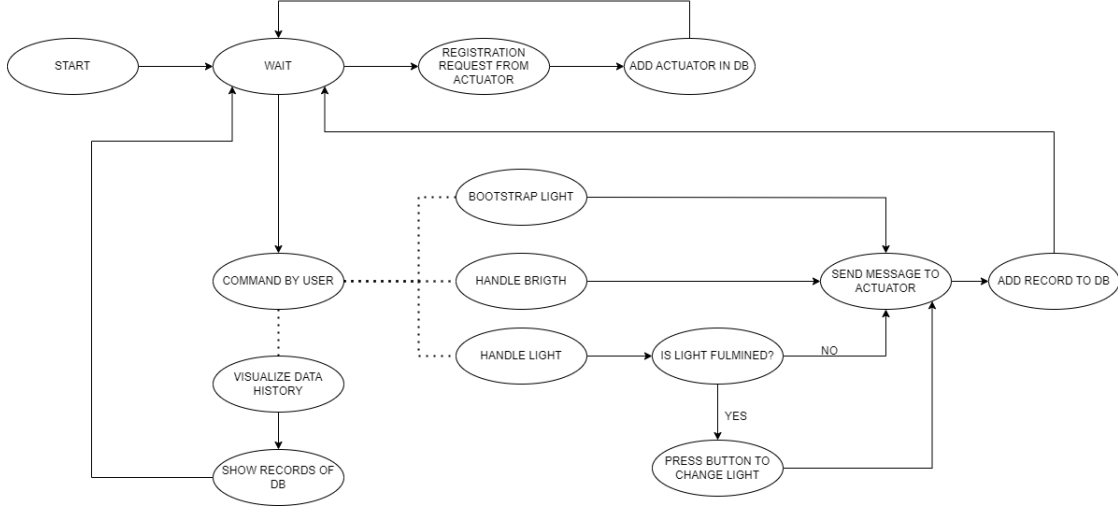 START
WAIT
REGISTRATION
REQUEST FROM
ACTUATOR
ADD ACTUATOR IN DB
BOOTSTRAP LIGHT
COMMAND BY USER
HANDLE BRIGTH
SEND MESSAGE TO
ACTUATOR
ADD RECORD TO DB
HANDLE LIGHT
IS LIGHT FULMINED?
NO
VISUALIZE DATA
HISTORY
YES
SHOW RECORDS OF
DB
PRESS BUTTON TO
CHANGE LIGHT